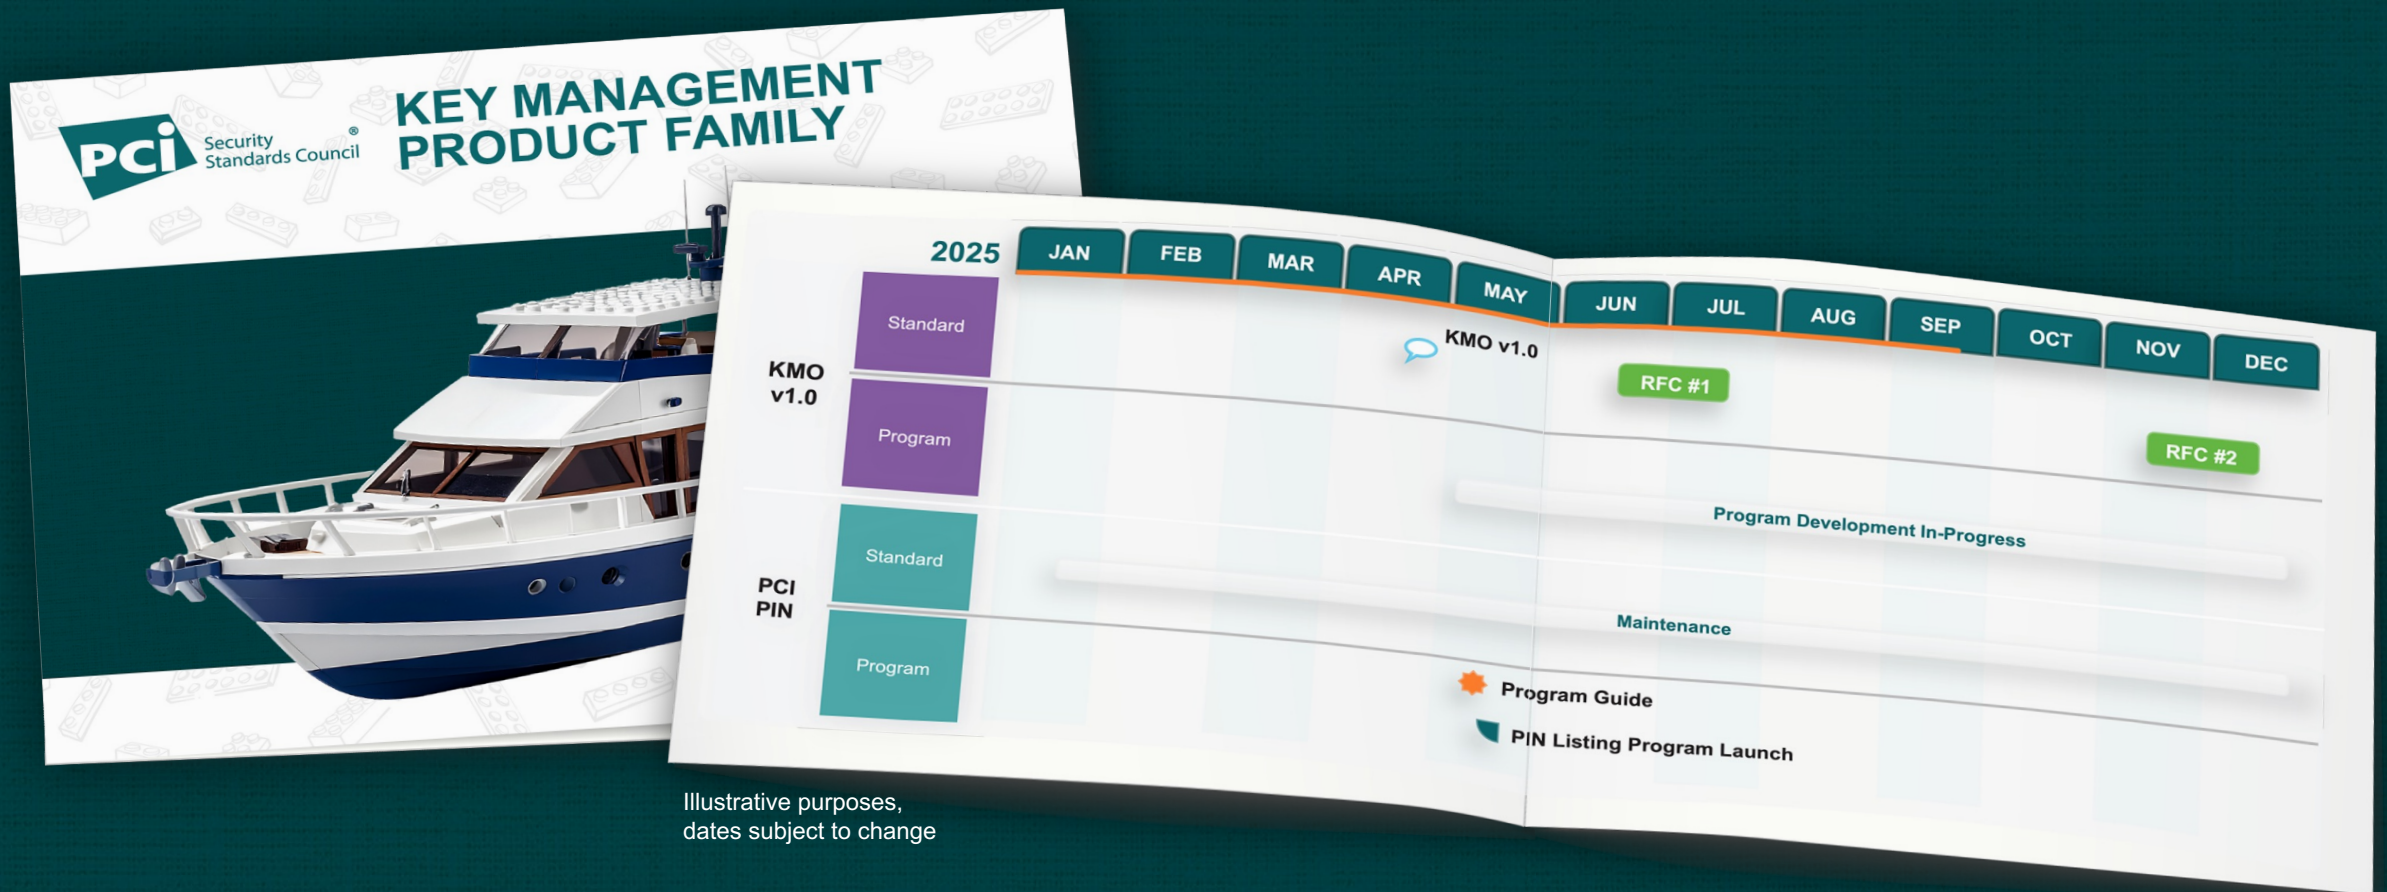 PCi
Security
Standards Council ®
KEY MANAGEMENT
PRODUCT FAMILY
2025
JAN FEB MAR APR MAY JUN JUL AUG SEP OCT NOV DEC
KMO
v1.0
Standard
KMO v1.0
RFC #1
RFC #2
Program
Program Development In-Progress
PCI
PIN
Standard
Maintenance
Program
Program Guide
PIN Listing Program Launch
Illustrative purposes,
dates subject to change